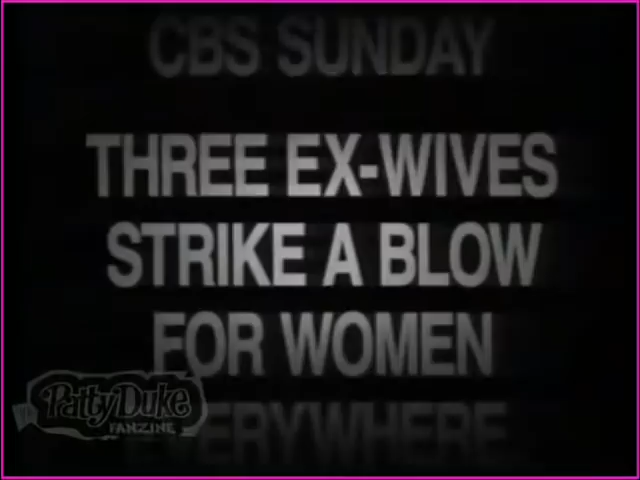 CBS SUNDAY
THREE EX-WIVES
STRIKE A BLOW
FOR WOMEN
EVERYWHERE
Patty Duke
FANZINE